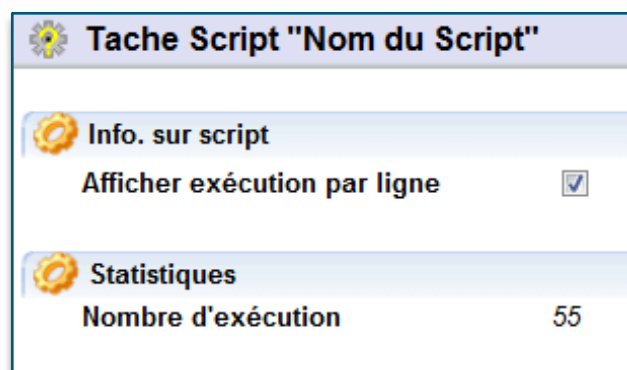 Tache Script "Nom du Script"
Info. sur script
Afficher exécution par ligne
Statistiques
Nombre d'exécution 55